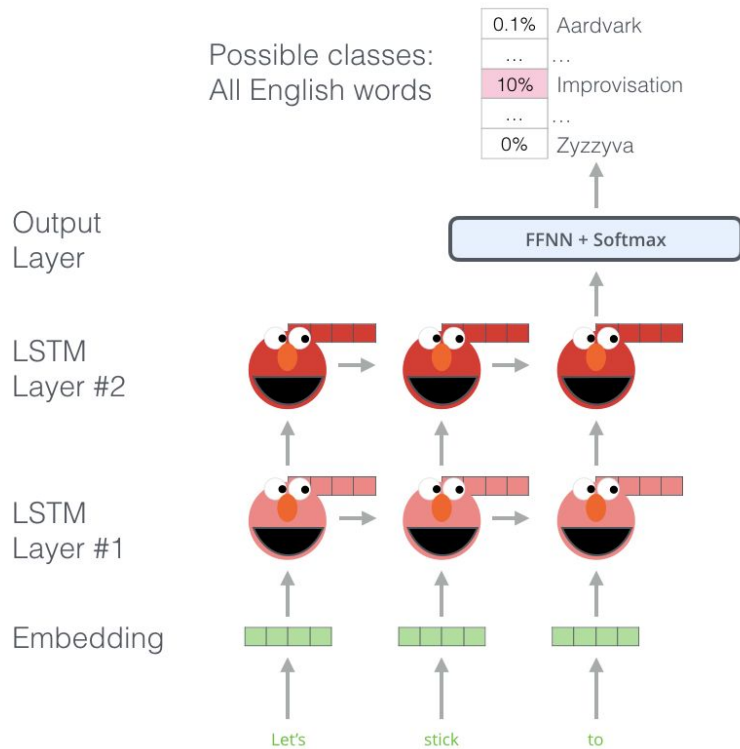 Possible classes:
All English words
0.1% Aardvark
... ...
10% Improvisation
... ...
0% Zyzzyva
Output
Layer
FFNN + Softmax
LSTM
Layer #2
LSTM
Layer #1
Embedding
Let's stick to